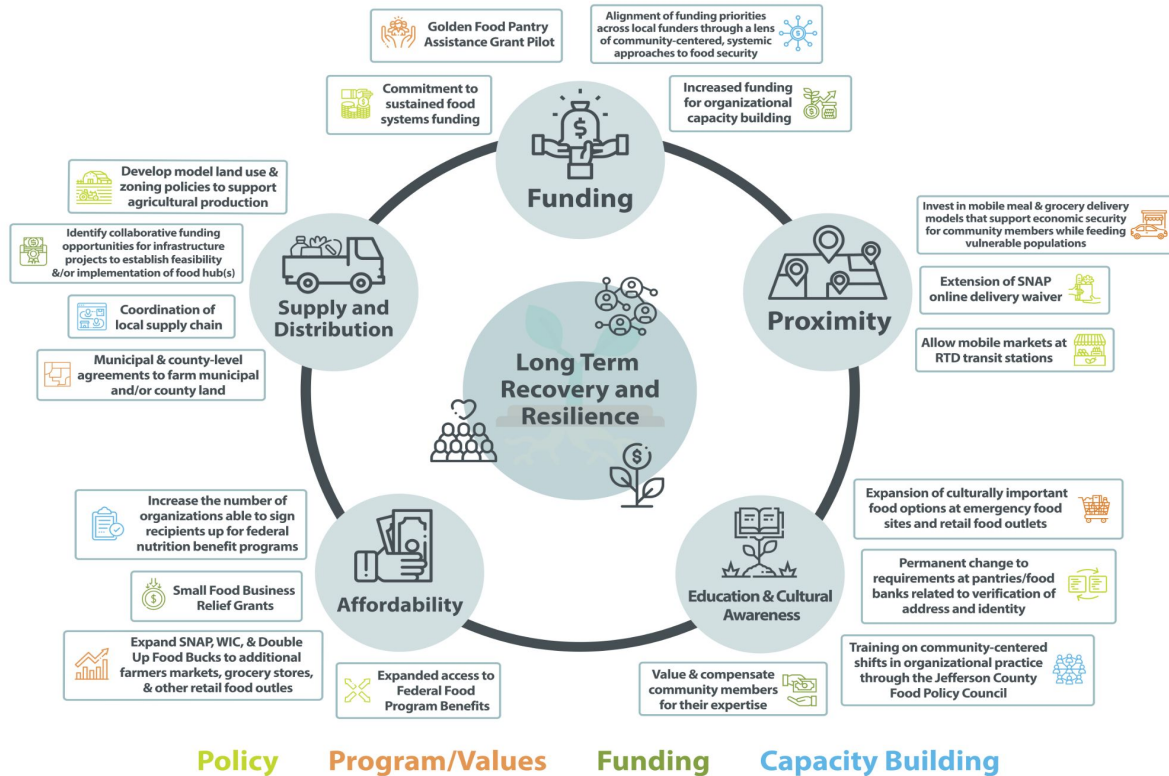 Golden Food Pantry
Assistance Grant Pilot
Alignment of funding priorities
across local funders through a lens
of community-centered, systemic
approaches to food security
Commitment to
sustained food
systems funding
Increased funding
for organizational
capacity building
Funding
Develop model land use &
zoning policies to support
agricultural production
Identify collaborative funding
opportunities for infrastructure
projects to establish feasibility
&/or implementation of food hub(s)
Coordination of
local supply chain
Municipal & county-level
agreements to farm municipal
and/or county land
Supply and
Distribution
Invest in mobile meal & grocery delivery
models that support economic security
for community members while feeding
vulnerable populations
Extension of SNAP
online delivery waiver
Allow mobile markets at
RTD transit stations
Proximity
Long Term
Recovery and
Resilience
Increase the number of
organizations able to sign
recipients up for federal
nutrition benefit programs
Small Food Business
Relief Grants
Expand SNAP, WIC, & Double
Up Food Bucks to additional
farmers markets, grocery stores,
& other retail food outles
Expanded access to
Federal Food
Program Benefits
Affordability
Education & Cultural
Awareness
Expansion of culturally important
food options at emergency food
sites and retail food outlets
Permanent change to
requirements at pantries/food
banks related to verification of
address and identity
Training on community-centered
shifts in organizational practice
through the Jefferson County
Food Policy Council
Value & compensate
community members
for their expertise
Policy Program/Values Funding Capacity Building